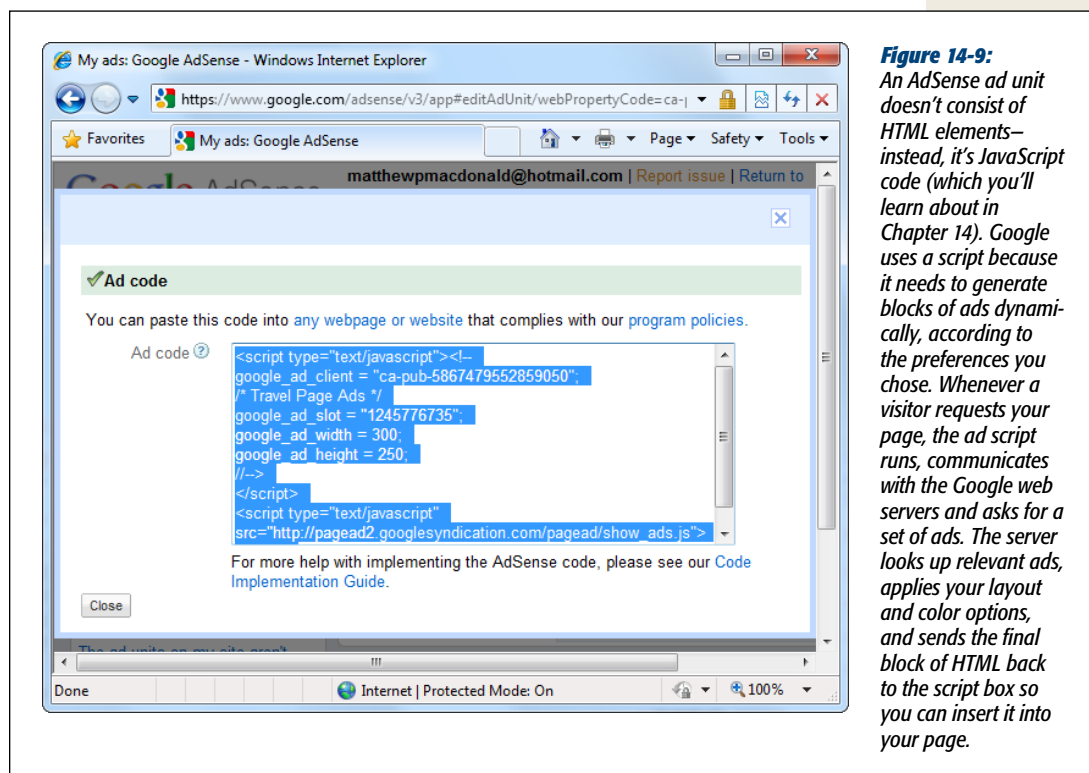 My ads: Google AdSense - Windows Internet Explorer
https://www.google.com/adsense/v3/app#editAdUnit/webPropertyCode=ca-
Favorites
My ads: Google AdSense
Page
Safety
Tools
Google AdSense
matthewpmacdonald@hotmail.com | Report issue | Return to
Ad code
You can paste this code into any webpage or website that complies with our program policies.
Ad code
<script type="text/javascript"><!--
google_ad_client = "ca-pub-5867479552859050";
/* Travel Page Ads */
google_ad_slot = "1245776735";
google_ad_width = 300;
google_ad_height = 250;
//-->
</script>
<script type="text/javascript"
src="http://pagead2.googlesyndication.com/pagead/show_ads.js">
For more help with implementing the AdSense code, please see our Code
Implementation Guide.
Close
The ad units on my site aren't
Done
Internet | Protected Mode: On
100%
Figure 14-9:
An AdSense ad unit
doesn't consist of
HTML elements—
instead, it's JavaScript
code (which you'll
learn about in
Chapter 14). Google
uses a script because
it needs to generate
blocks of ads dynami-
cally, according to
the preferences you
chose. Whenever a
visitor requests your
page, the ad script
runs, communicates
with the Google web
servers and asks for a
set of ads. The server
looks up relevant ads,
applies your layout
and color options,
and sends the final
block of HTML back
to the script box so
you can insert it into
your page.